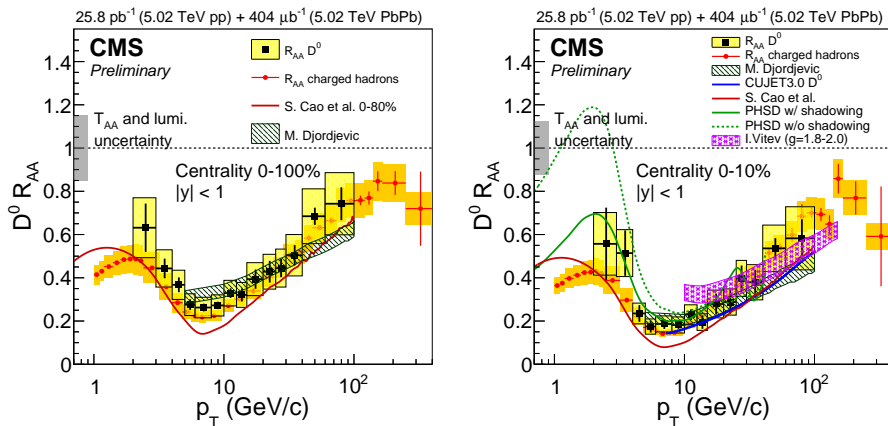 25.8 pb⁻¹ (5.02 TeV pp) + 404 μb⁻¹ (5.02 TeV PbPb)
CMS
Preliminary
R_AA D⁰
R_AA charged hadrons
S. Cao et al. 0-80%
M. Djordjevic
T_AA and lumi.
uncertainty
Centrality 0-100%
|y| < 1
D⁰ R_AA
1.4
1.2
1
0.8
0.6
0.4
0.2
0
1
10
10²
p_T (GeV/c)
25.8 pb⁻¹ (5.02 TeV pp) + 404 μb⁻¹ (5.02 TeV PbPb)
CMS
Preliminary
R_AA D⁰
R_AA charged hadrons
M. Djordjevic
CUJET3.0 D⁰
S. Cao et al.
PHSD w/ shadowing
PHSD w/o shadowing
I.Vitev (g=1.8-2.0)
T_AA and lumi.
uncertainty
Centrality 0-10%
|y| < 1
D⁰ R_AA
1.4
1.2
1
0.8
0.6
0.4
0.2
0
1
10
10²
p_T (GeV/c)